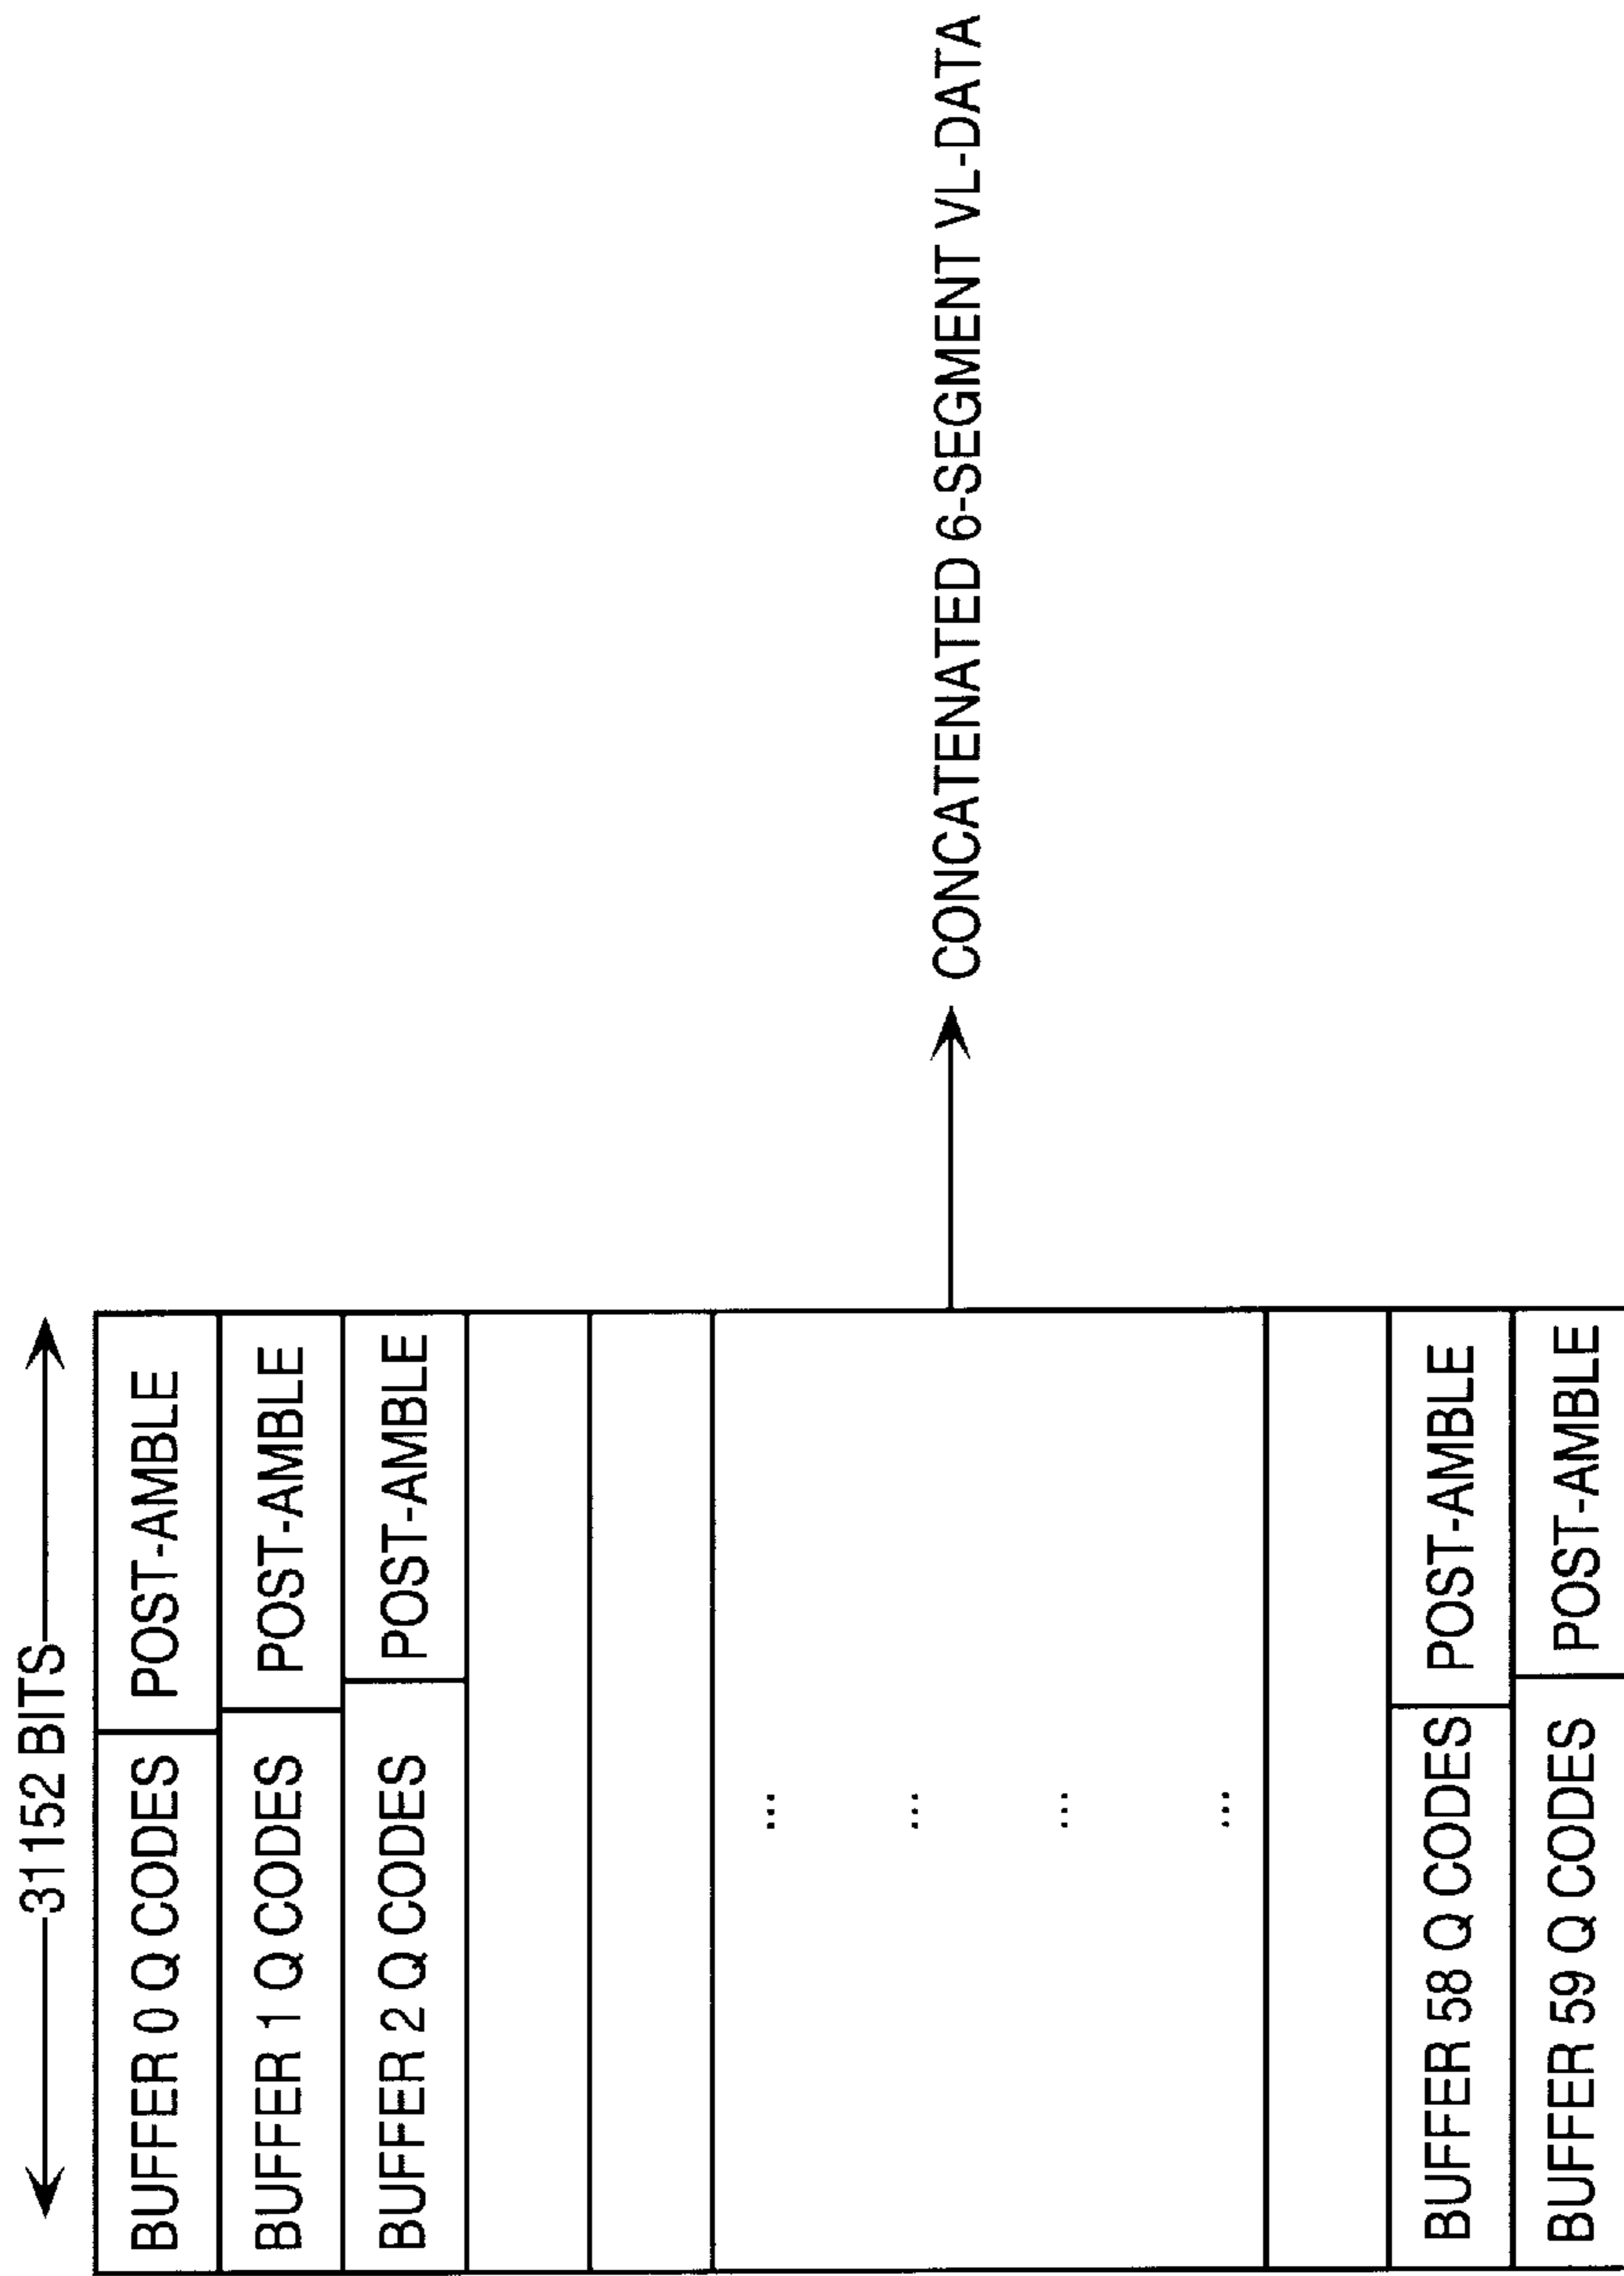 31152 BITS
BUFFER 0 Q CODES POST-AMBLE
BUFFER 1 Q CODES POST-AMBLE
BUFFER 2 Q CODES POST-AMBLE
...
...
...
...
BUFFER 58 Q CODES POST-AMBLE
BUFFER 59 Q CODES POST-AMBLE
CONCATENATED 6-SEGMENT VL-DATA